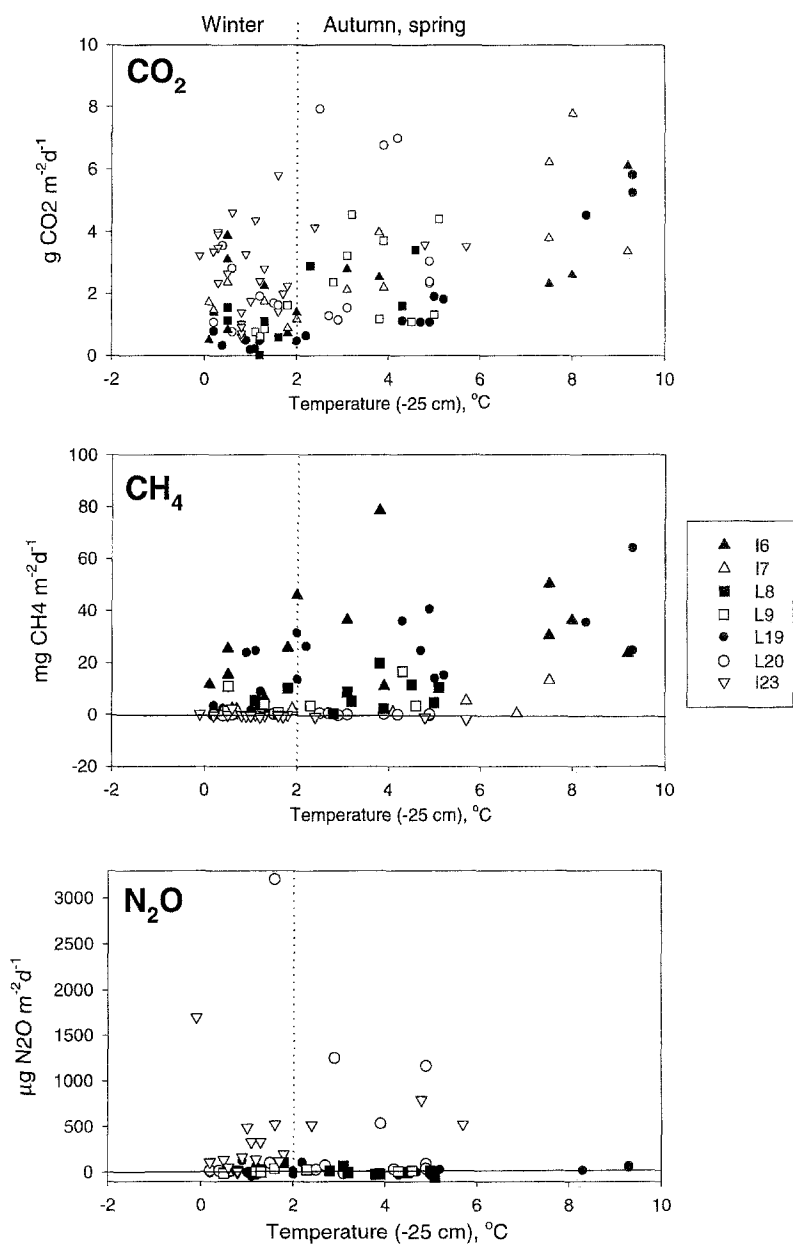 Winter Autumn, spring
CO2
g CO2 m-2d-1
10
8
6
4
2
0
-2 0 2 4 6 8 10
Temperature (-25 cm), oC
CH4
mg CH4 m-2d-1
100
80
60
40
20
0
-20
-2 0 2 4 6 8 10
Temperature (-25 cm), oC
I6
I7
L8
L9
L19
L20
I23
N2O
µg N2O m-2d-1
3000
2500
2000
1500
1000
500
0
-2 0 2 4 6 8 10
Temperature (-25 cm), oC